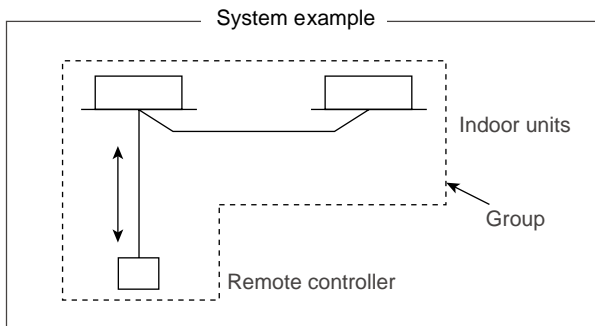 System example
Indoor units
Group
Remote controller